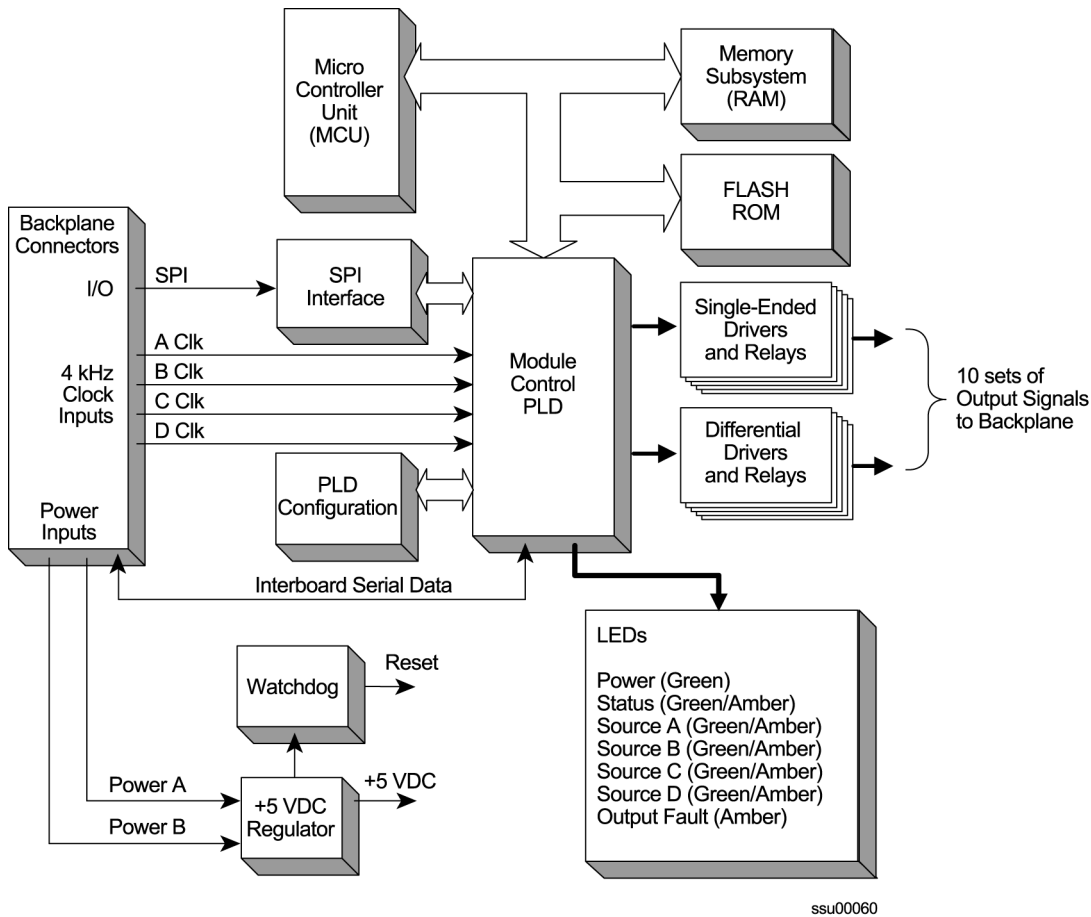 Micro
Controller
Unit
(MCU)
Memory
Subsystem
(RAM)
FLASH
ROM
Backplane
Connectors
I/O
SPI
SPI
Interface
4 kHz
Clock
Inputs
A Clk
B Clk
C Clk
D Clk
Module
Control
PLD
Single-Ended
Drivers
and Relays
Differential
Drivers
and Relays
10 sets of
Output Signals
to Backplane
PLD
Configuration
Power
Inputs
Interboard Serial Data
Watchdog
Reset
Power A
Power B
+5 VDC
Regulator
+5 VDC
LEDs
Power (Green)
Status (Green/Amber)
Source A (Green/Amber)
Source B (Green/Amber)
Source C (Green/Amber)
Source D (Green/Amber)
Output Fault (Amber)
ssu00060